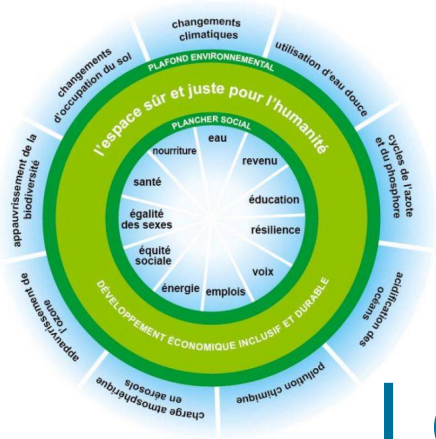 changements
climatiques
utilisation d'eau douce
cycles de l'azote
et du phosphore
acidification des
océans
pollution chimique
charge atmosphérique
en aérosols
appauvrissement de
l'ozone
appauvrissement de la
biodiversité
changements
d'occupation du sol
PLAFOND ENVIRONNEMENTAL
l'espace sûr et juste pour l'humanité
PLANCHER SOCIAL
eau
revenu
éducation
résilience
voix
emplois
énergie
équité
sociale
égalité
des sexes
santé
nourriture
DÉVELOPPEMENT ÉCONOMIQUE INCLUSIF ET DURABLE